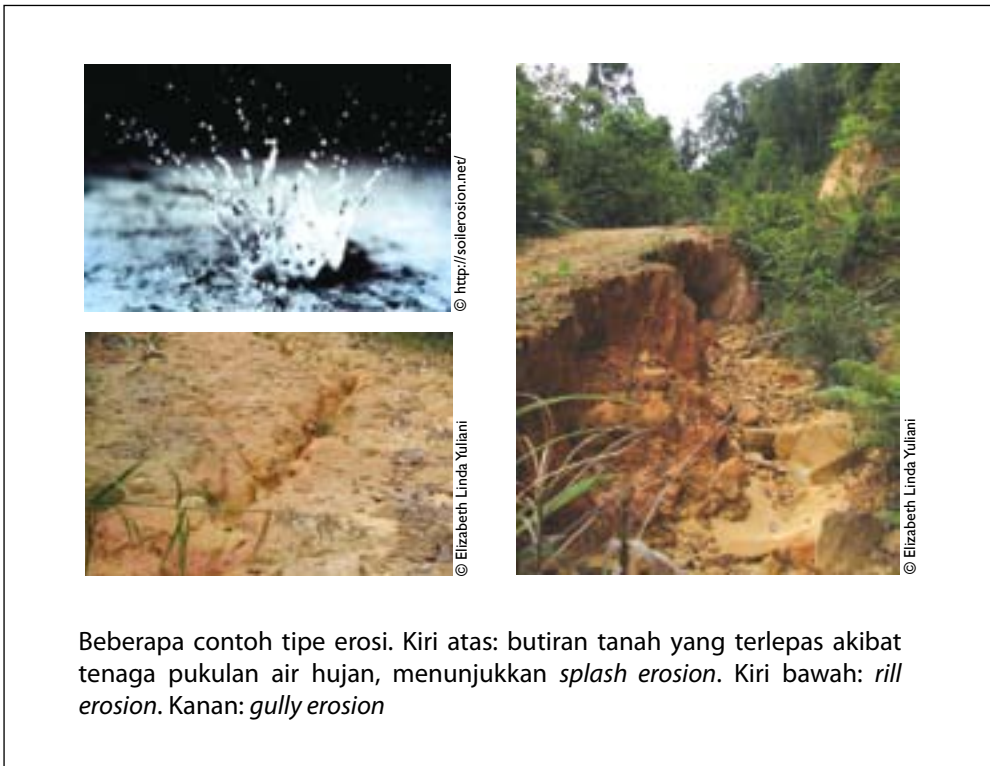 © http://soilerosion.net/
© Elizabeth Linda Yuliani
© Elizabeth Linda Yuliani
Beberapa contoh tipe erosi. Kiri atas: butiran tanah yang terlepas akibat
tenaga pukulan air hujan, menunjukkan splash erosion. Kiri bawah: rill
erosion. Kanan: gully erosion